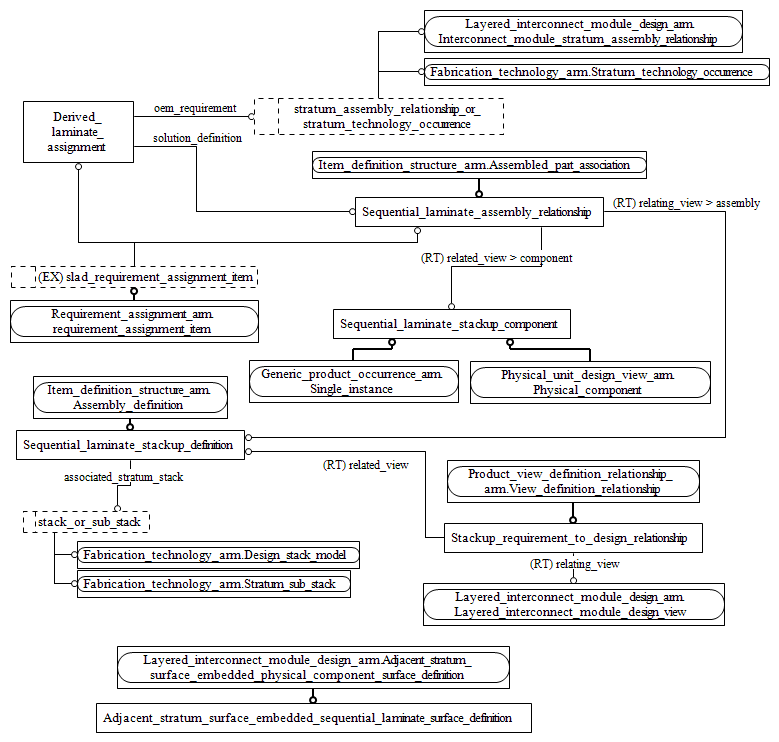 Layered_interconnect_module_design_arm.
Interconnect_module_stratum_assembly_relationship
Fabrication_technology_arm.Stratum_technology_occurrence
oem_requirement
stratum_assembly_relationship_or_
stratum_technology_occurrence
Derived_
laminate_
assignment
solution_definition
Item_definition_structure_arm.Assembled_part_association
(RT) relating_view > assembly
Sequential_laminate_assembly_relationship
(RT) related_view > component
(EX) slad_requirement_assignment_item
Requirement_assignment_arm.
requirement_assignment_item
Sequential_laminate_stackup_component
Generic_product_occurrence_arm.
Single_instance
Physical_unit_design_view_arm.
Physical_component
Item_definition_structure_arm.
Assembly_definition
Sequential_laminate_stackup_definition
associated_stratum_stack
(RT) related_view
Product_view_definition_relationship_
arm.View_definition_relationship
stack_or_sub_stack
Stackup_requirement_to_design_relationship
Fabrication_technology_arm.Design_stack_model
(RT) relating_view
Fabrication_technology_arm.Stratum_sub_stack
Layered_interconnect_module_design_arm.
Layered_interconnect_module_design_view
Layered_interconnect_module_design_arm.Adjacent_stratum_
surface_embedded_physical_component_surface_definition
Adjacent_stratum_surface_embedded_sequential_laminate_surface_definition